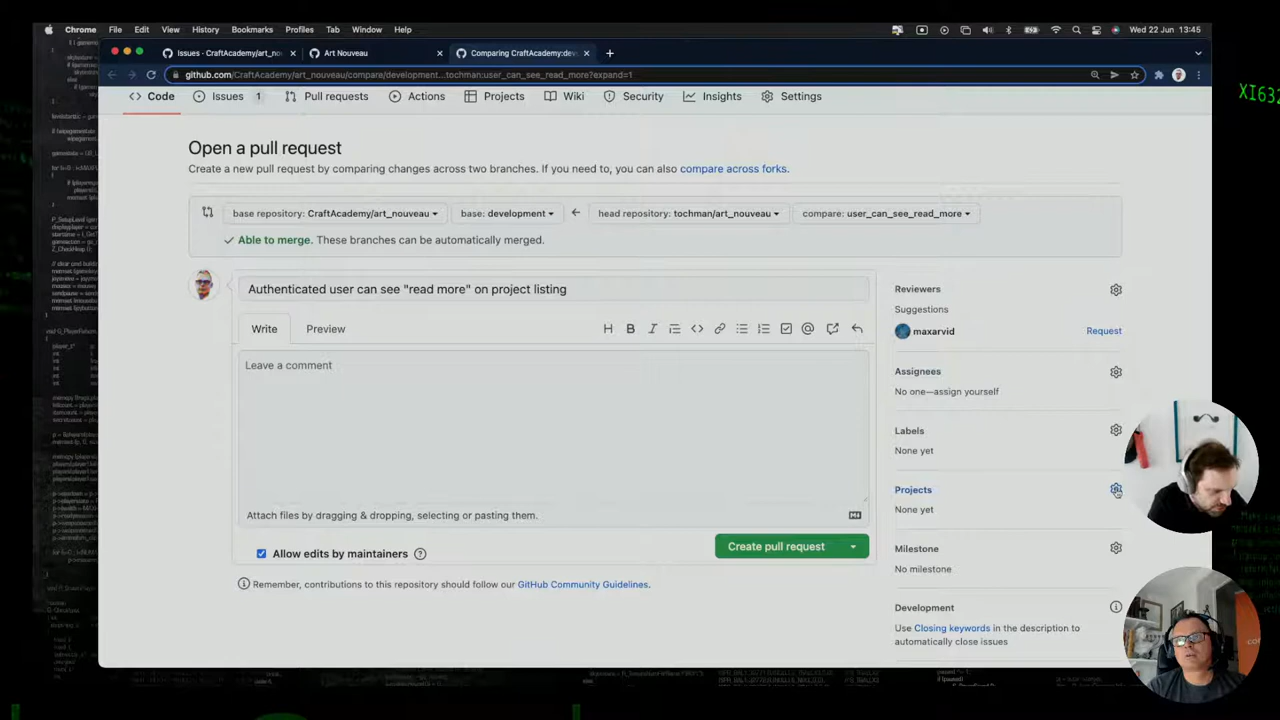 Chrome File Edit View Bookmarks Profiles Tab Window Help Wed 22 Jun 13:45
Issues · CraftAcademy/art_no
Art Nouveau
Comparing CraftAcademy:dev
github.com/CraftAcademy/art_nouveau/compare/development...tochman:user_can_see_read_more?expand=1
Code Issues 1 Pull requests Actions Projects Wiki Security Insights Settings
Open a pull request
Create a new pull request by comparing changes across two branches. If you need to, you can also compare across forks.
base repository: CraftAcademy/art_nouveau base: development head repository: tochman/art_nouveau compare: user_can_see_read_more
Able to merge. These branches can be automatically merged.
Authenticated user can see "read more" on project listing
Write Preview
Leave a comment
Attach files by dragging & dropping, selecting or pasting them.
Allow edits by maintainers
Create pull request
Remember, contributions to this repository should follow our GitHub Community Guidelines.
Reviewers
Suggestions
maxarvid Request
Assignees
No one—assign yourself
Labels
None yet
Projects
None yet
Milestone
No milestone
Development
Use Closing keywords in the description to
automatically close issues
XI632